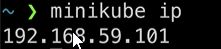 ~ ❯ minikube ip
192.168.59.101